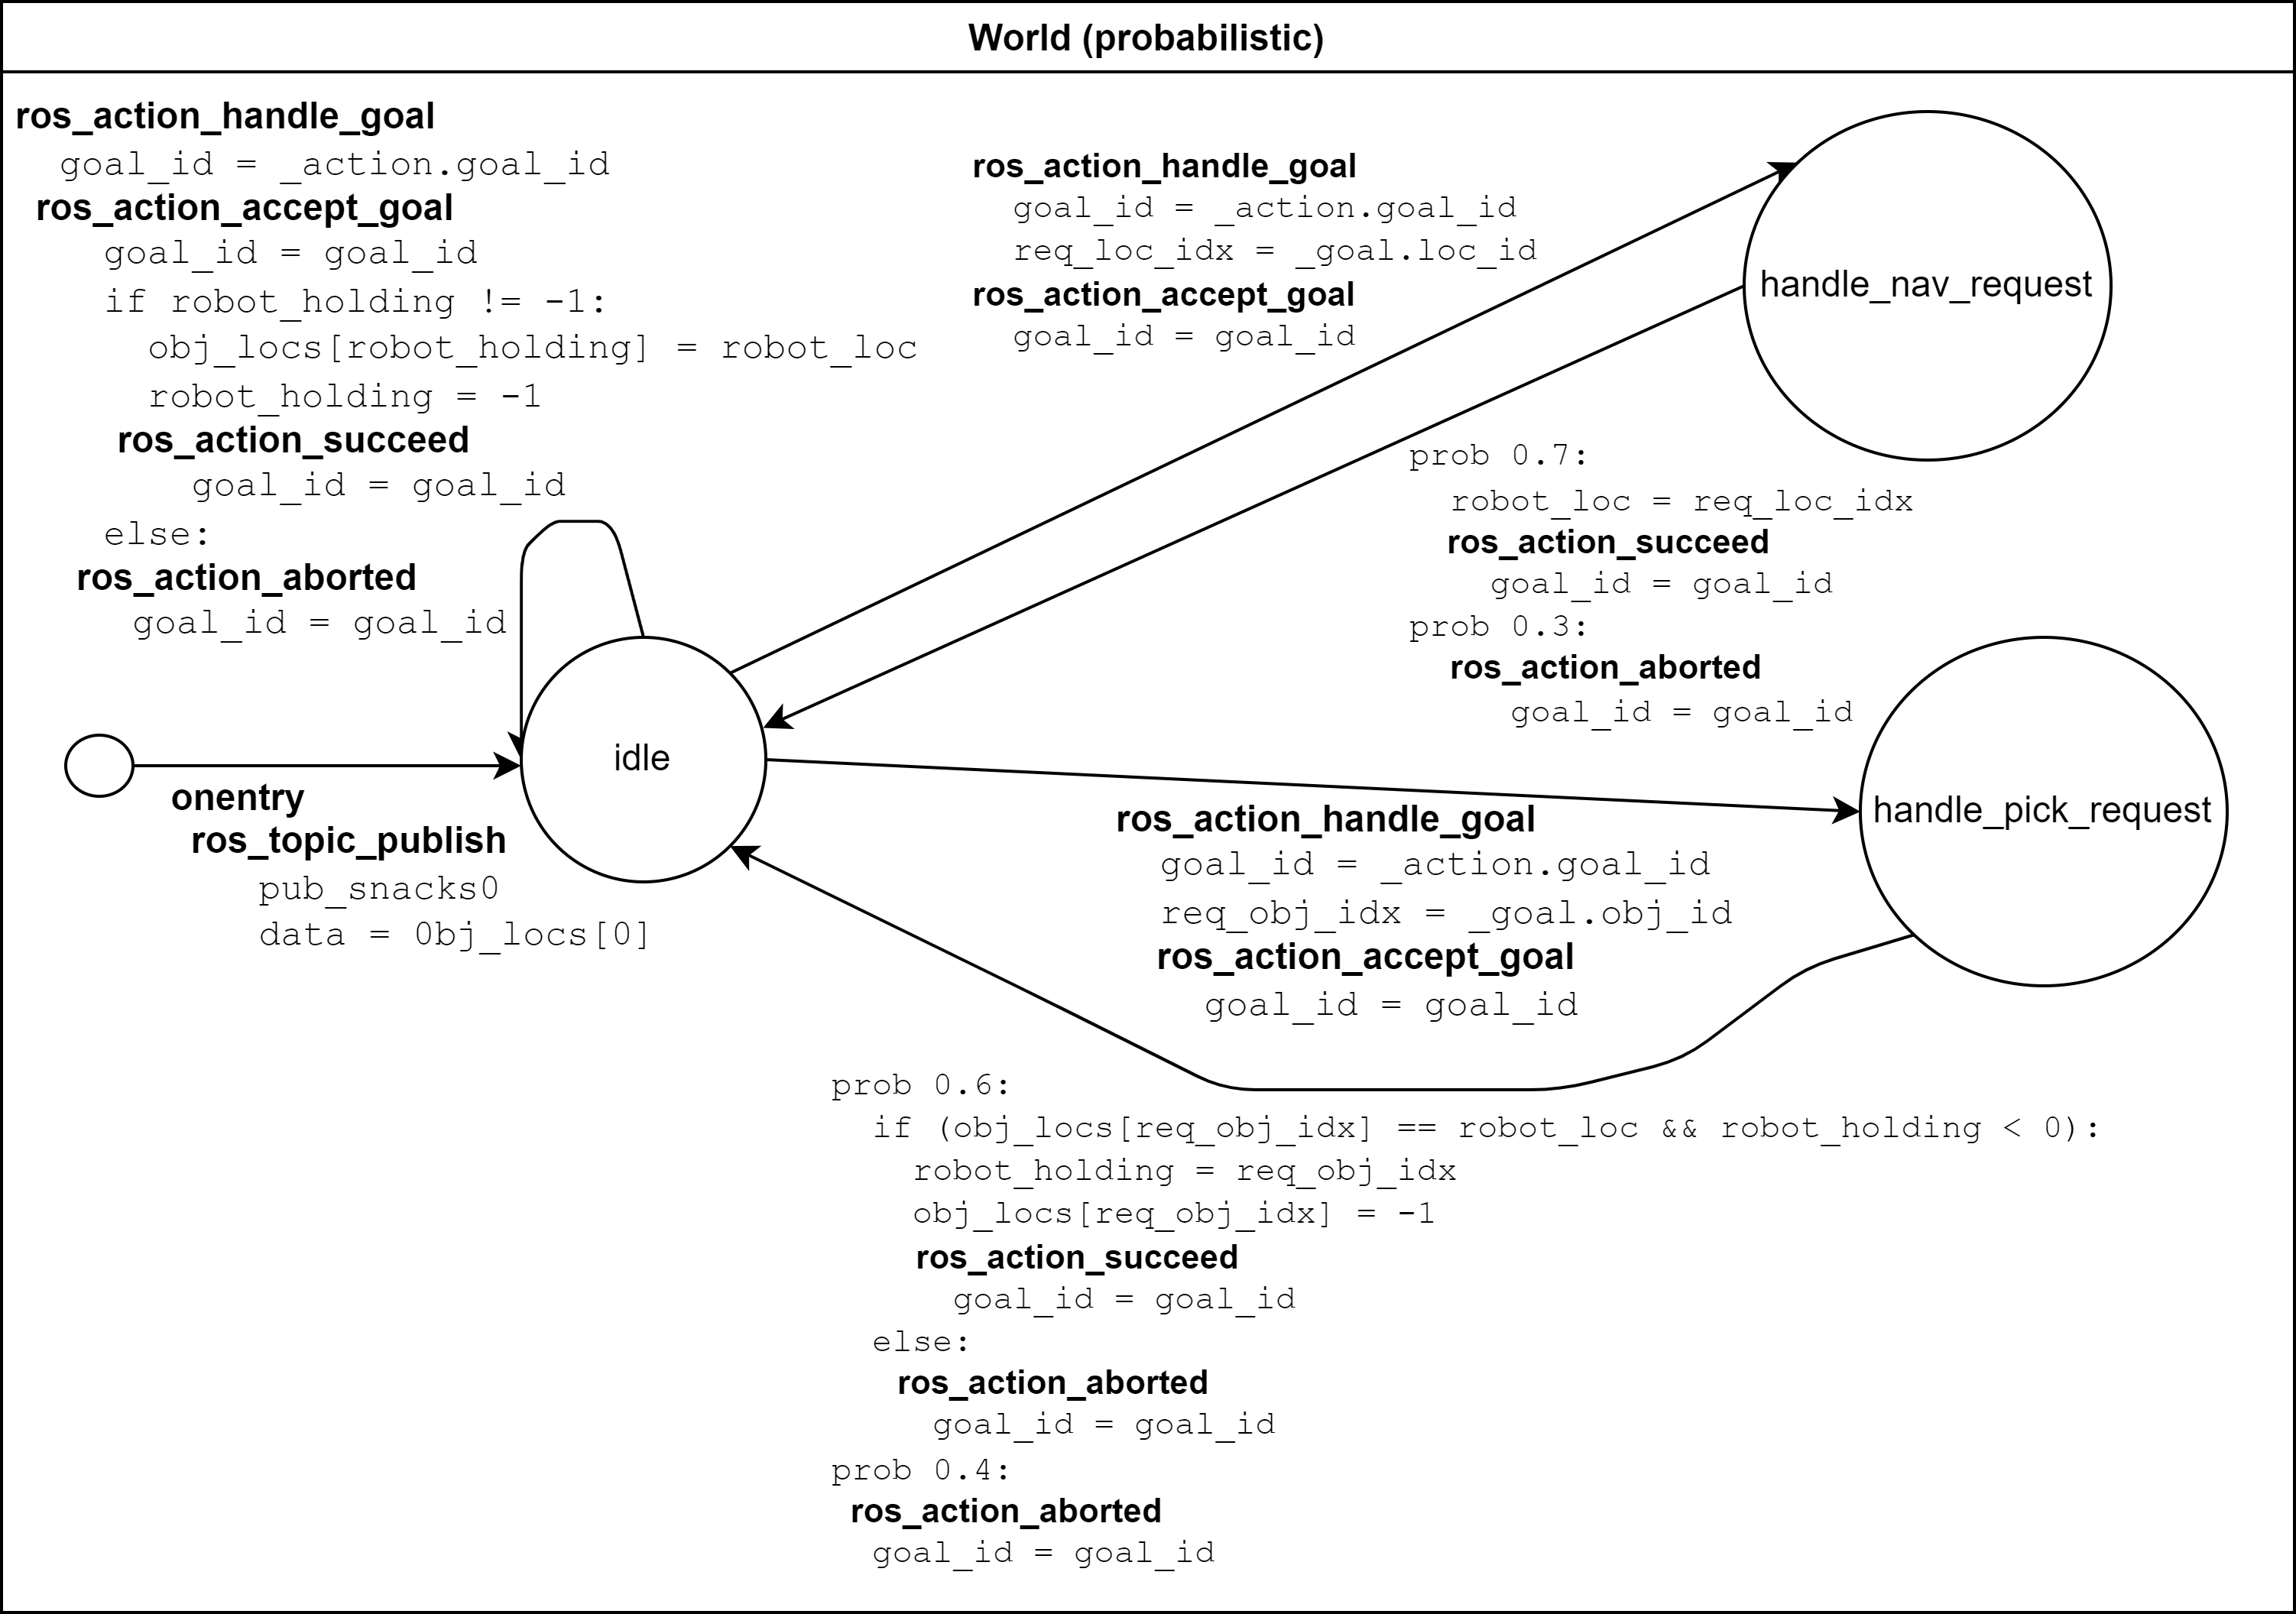 World (probabilistic)
ros_action_handle_goal
goal_id = _action.goal_id
ros_action_accept_goal
goal_id = goal_id
if robot_holding != -1:
obj_locs[robot_holding] = robot_loc
robot_holding = -1
ros_action_succeed
goal_id = goal_id
else:
ros_action_aborted
goal_id = goal_id
ros_action_handle_goal
goal_id = _action.goal_id
req_loc_idx = _goal.loc_id
ros_action_accept_goal
goal_id = goal_id
handle_nav_request
prob 0.7:
robot_loc = req_loc_idx
ros_action_succeed
goal_id = goal_id
prob 0.3:
ros_action_aborted
goal_id = goal_id
idle
onentry
ros_topic_publish
pub_snacks0
data = 0bj_locs[0]
handle_pick_request
ros_action_handle_goal
goal_id = _action.goal_id
req_obj_idx = _goal.obj_id
ros_action_accept_goal
goal_id = goal_id
prob 0.6:
if (obj_locs[req_obj_idx] == robot_loc && robot_holding < 0):
robot_holding = req_obj_idx
obj_locs[req_obj_idx] = -1
ros_action_succeed
goal_id = goal_id
else:
ros_action_aborted
goal_id = goal_id
prob 0.4:
ros_action_aborted
goal_id = goal_id